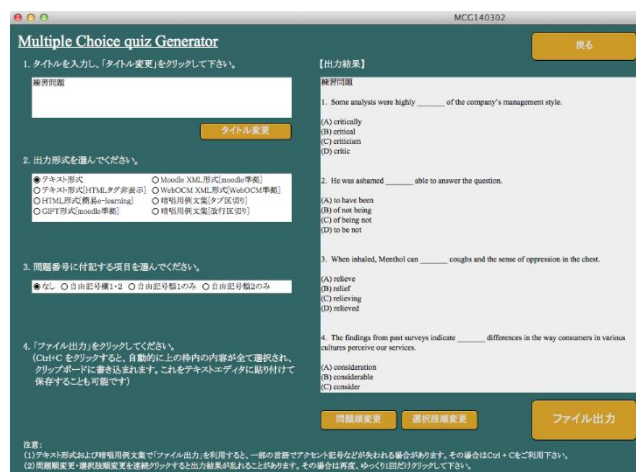 MCG140302
Multiple Choice quiz Generator
戻る
1. タイトルを入力し、「タイトル変更」をクリックして下さい。
練習問題
タイトル変更
2. 出力形式を選んでください。
テキスト形式
Moodle XML形式[moodle準拠]
テキスト形式[HTMLタグ非表示]
WebOCM XML形式[WebOCM準拠]
HTML形式[簡易e-learning]
暗唱用例文集[タブ区切り]
GIFT形式[moodle準拠]
暗唱用例文集[改行区切り]
3. 問題番号に付記する項目を選んでください。
なし 自由記号欄1・2 自由記号類1のみ 自由記号類2のみ
4.「ファイル出力」をクリックしてください。
(Ctrl+C をクリックすると、自動的に上の枠内の内容が全て選択され、
クリップボードに書き込まれます。これをテキストエディタに貼り付けて
保存することも可能です)
【出力結果】
練習問題
1. Some analysts were highly _______ of the company's management style.
(A) critically
(B) critical
(C) criticism
(D) critic
2. He was ashamed _______ able to answer the question.
(A) to have been
(B) of not being
(C) of being not
(D) to be not
3. When inhaled, Menthol can _______ coughs and the sense of oppression in the chest.
(A) relieve
(B) relief
(C) relieving
(D) relieved
4. The findings from past surveys indicate _______ differences in the way consumers in various
cultures perceive our services.
(A) consideration
(B) considerable
(C) consider
問題順変更
選択肢順変更
ファイル出力
注意：
(1)テキスト形式および暗唱用例文集で「ファイル出力」を利用すると、一部の言語でアクセント記号などが失われる場合があります。その場合はCtrl + Cをご利用下さい。
(2)問題順変更・選択肢順変更を連続クリックすると出力結果が乱れることがあります。その場合は再度、ゆっくり1回だけクリックして下さい。